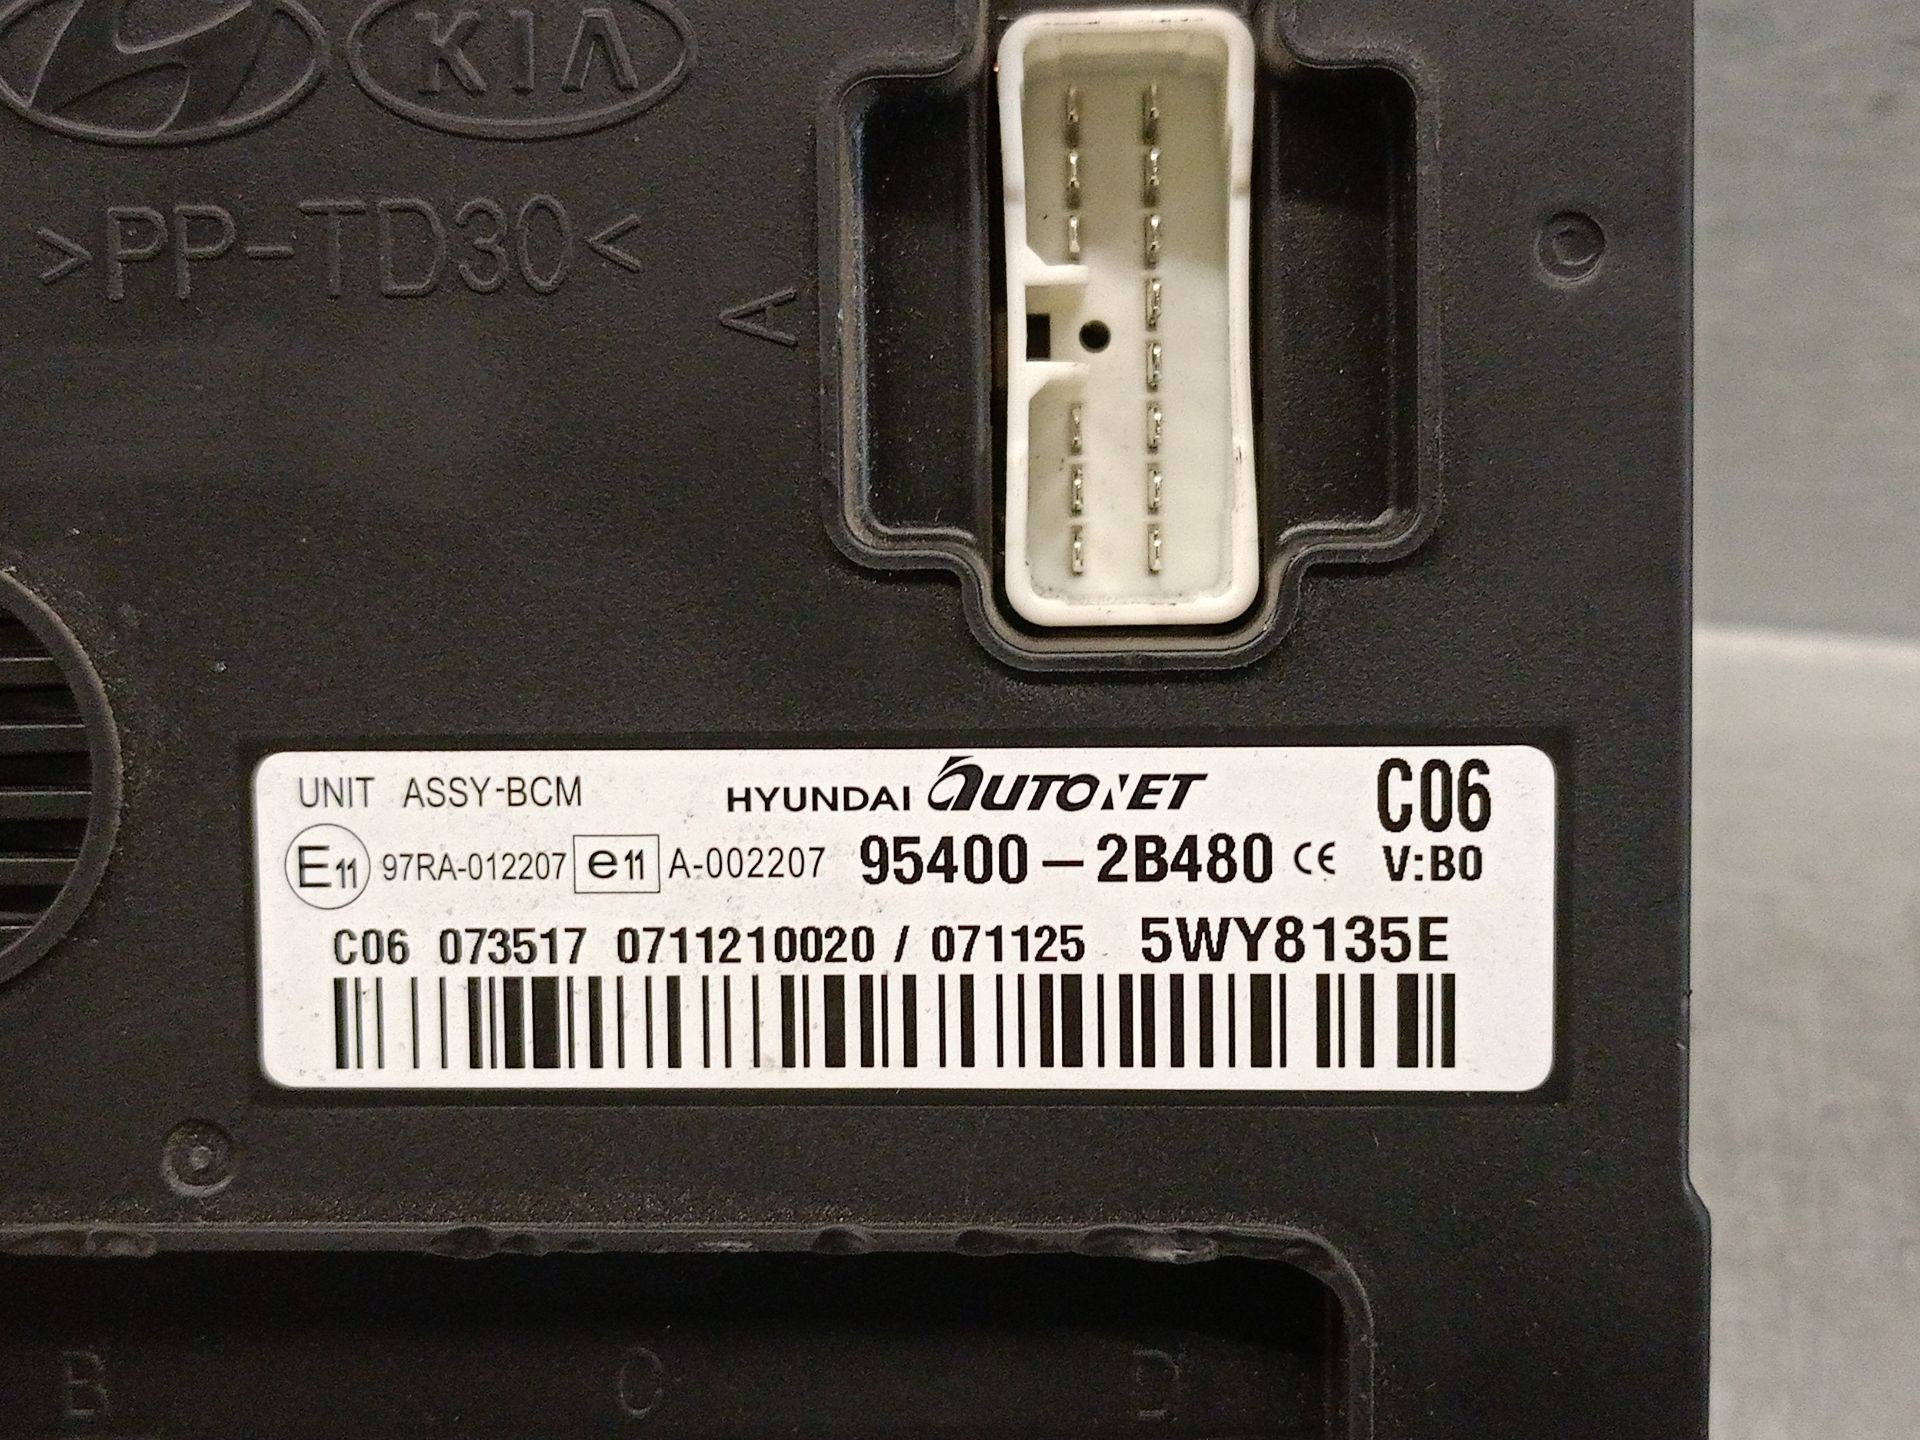 KIA
>PP-TD30<
A
UNIT ASSY-BCM HYUNDAI AUTONET C06
E11 97RA-012207 e11 A-002207 95400-2B480 CE V:B0
C06 073517 0711210020 / 071125 5WY8135E
B C D